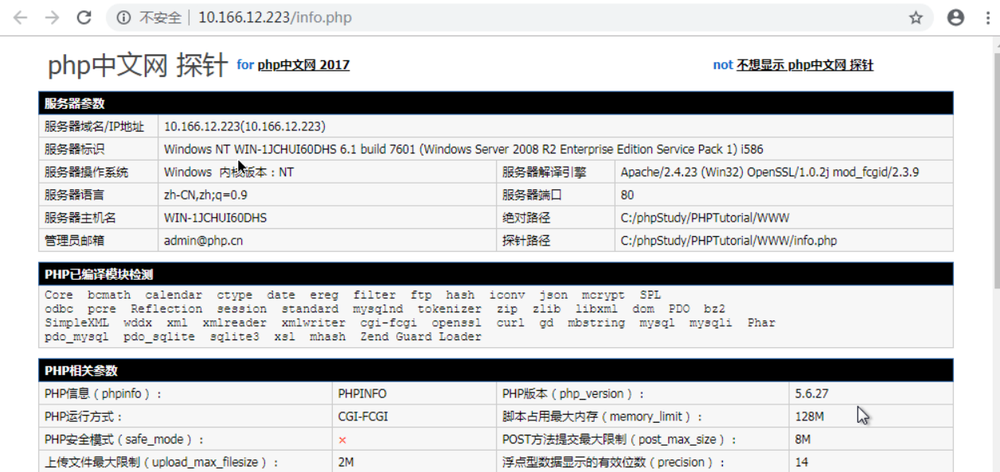 不安全 | 10.166.12.223/info.php
php中文网 探针 for php中文网 2017 not 不想显示 php中文网 探针
服务器参数
服务器域名/IP地址 10.166.12.223(10.166.12.223)
服务器标识 Windows NT WIN-1JCHUI60DHS 6.1 build 7601 (Windows Server 2008 R2 Enterprise Edition Service Pack 1) i586
服务器操作系统 Windows 内核版本：NT 服务器解译引擎 Apache/2.4.23 (Win32) OpenSSL/1.0.2j mod_fcgid/2.3.9
服务器语言 zh-CN,zh;q=0.9 服务器端口 80
服务器主机名 WIN-1JCHUI60DHS 绝对路径 C:/phpStudy/PHPTutorial/WWW
管理员邮箱 admin@php.cn 探针路径 C:/phpStudy/PHPTutorial/WWW/info.php
PHP已编译模块检测
Core bcmath calendar ctype date ereg filter ftp hash iconv json mcrypt SPL
odbc pcre Reflection session standard mysqlnd tokenizer zip zlib libxml dom PDO bz2
SimpleXML wddx xml xmlreader xmlwriter cgi-fcgi openssl curl gd mbstring mysql mysqli Phar
pdo_mysql pdo_sqlite sqlite3 xsl mhash Zend Guard Loader
PHP相关参数
PHP信息（phpinfo）： PHPINFO PHP版本（php_version）： 5.6.27
PHP运行方式： CGI-FCGI 脚本占用最大内存（memory_limit）： 128M
PHP安全模式（safe_mode）： × POST方法提交最大限制（post_max_size）： 8M
上传文件最大限制（upload_max_filesize）： 2M 浮点型数据显示的有效位数（precision）： 14